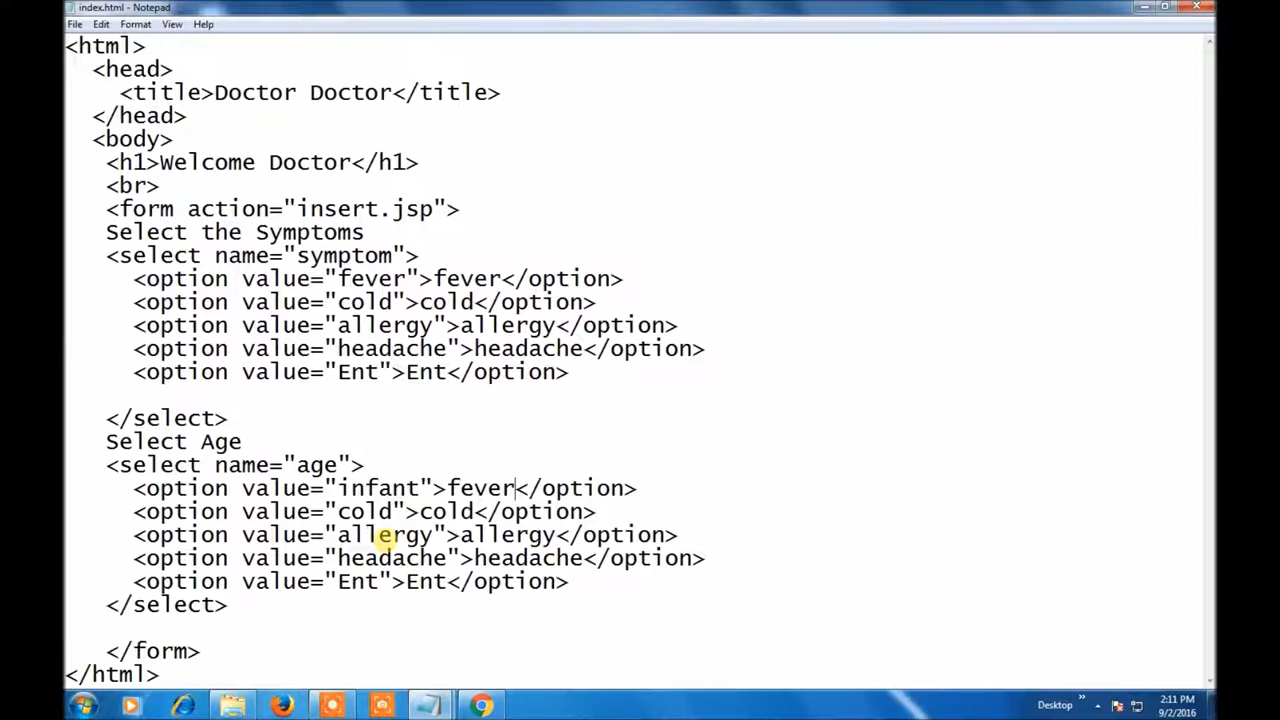 index.html - Notepad
File Edit Format View Help
<html>
<head>
<title>Doctor Doctor</title>
</head>
<body>
<h1>Welcome Doctor</h1>
<br>
<form action="insert.jsp">
Select the Symptoms
<select name="symptom">
<option value="fever">fever</option>
<option value="cold">cold</option>
<option value="allergy">allergy</option>
<option value="headache">headache</option>
<option value="Ent">Ent</option>
</select>
Select Age
<select name="age">
<option value="infant">fever</option>
<option value="cold">cold</option>
<option value="allergy">allergy</option>
<option value="headache">headache</option>
<option value="Ent">Ent</option>
</select>
</form>
</html>
Desktop
2:11 PM
9/2/2016